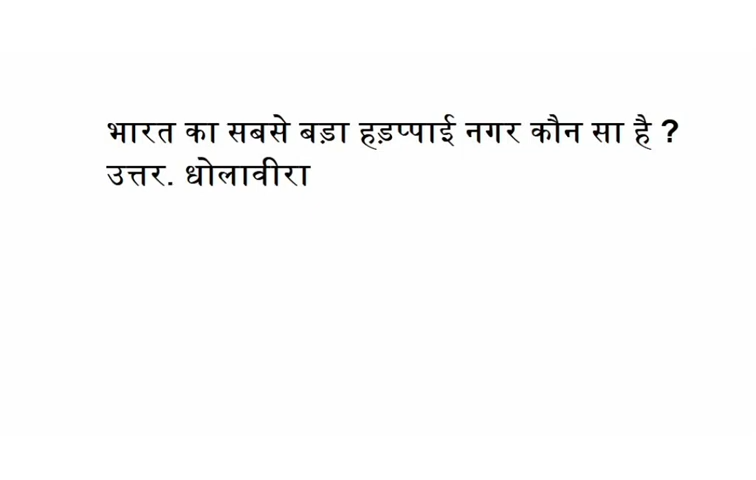 भारत का सबसे बड़ा हड़प्पाई नगर कौन सा है ?
उत्तर. धोलावीरा